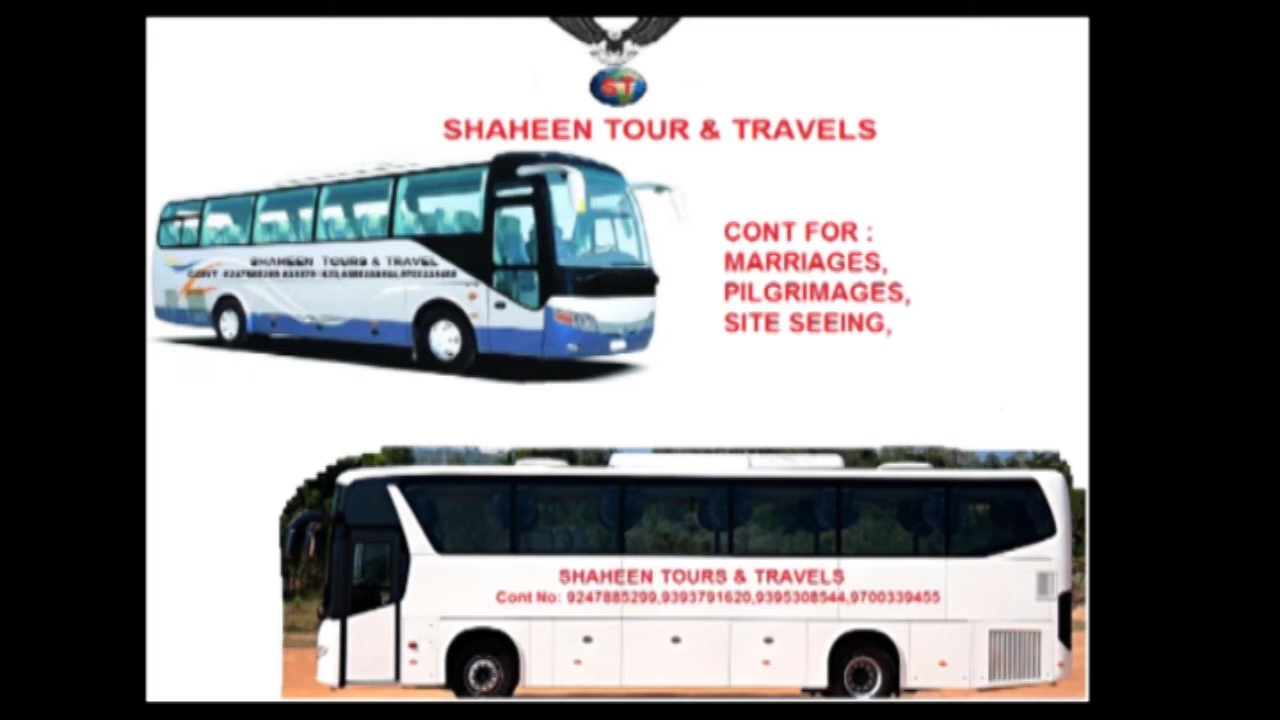 ST
SHAHEEN TOUR & TRAVELS
CONT FOR :
MARRIAGES,
PILGRIMAGES,
SITE SEEING,
SHAHEEN TOURS & TRAVEL
SHAHEEN TOURS & TRAVELS
Cont No: 9247885299,9393791620,9395308544,9700339455